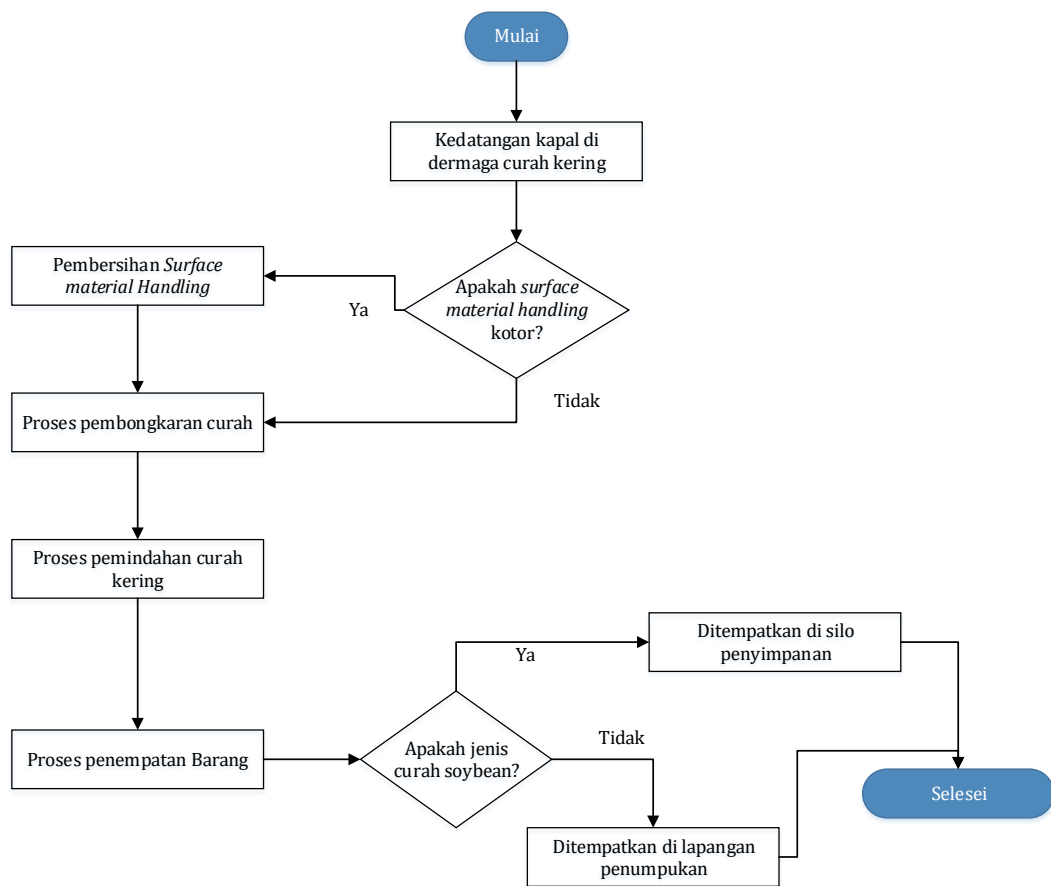 Mulai
Kedatangan kapal di
dermaga curah kering
Apakah surface
material handling
kotor?
Ya
Tidak
Pembersihan Surface
material Handling
Proses pembongkaran curah
Proses pemindahan curah
kering
Proses penempatan Barang
Apakah jenis
curah soybean?
Ya
Tidak
Ditempatkan di silo
penyimpanan
Ditempatkan di lapangan
penumpukan
Selesei